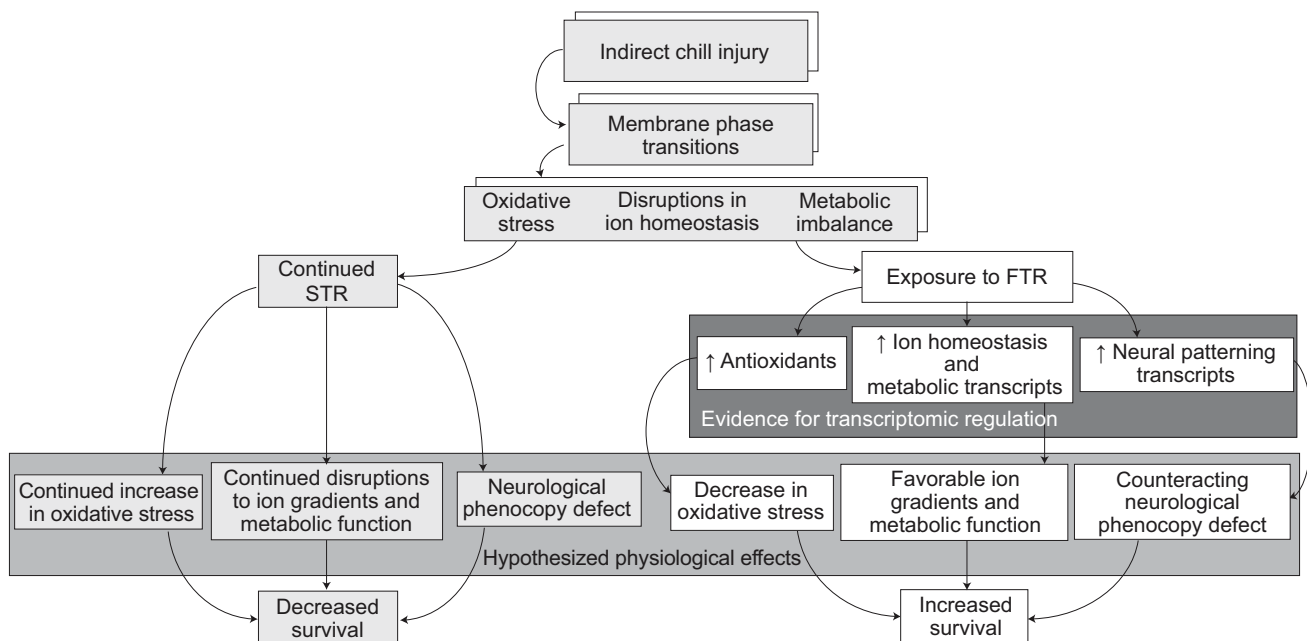 Indirect chill injury
Membrane phase
transitions
Oxidative
stress
Disruptions in
ion homeostasis
Metabolic
imbalance
Continued
STR
Exposure to FTR
↑ Antioxidants
↑ Ion homeostasis
and
metabolic transcripts
↑ Neural patterning
transcripts
Evidence for transcriptomic regulation
Continued increase
in oxidative stress
Continued disruptions
to ion gradients and
metabolic function
Neurological
phenocopy defect
Decrease in
oxidative stress
Favorable ion
gradients and
metabolic function
Counteracting
neurological
phenocopy defect
Hypothesized physiological effects
Decreased
survival
Increased
survival